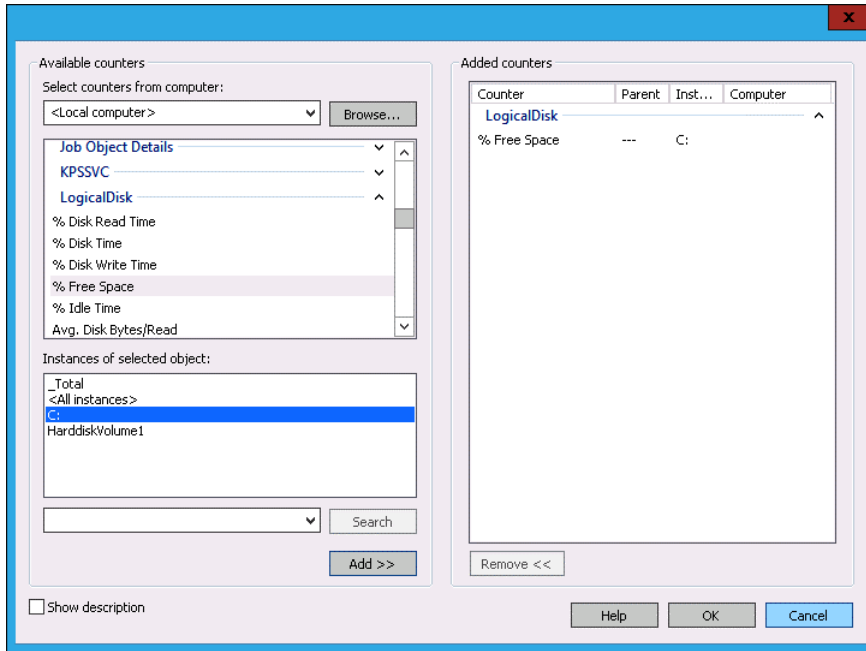 X
Available counters
Select counters from computer:
<Local computer>
Browse...
Job Object Details
KPSSVC
LogicalDisk
% Disk Read Time
% Disk Time
% Disk Write Time
% Free Space
% Idle Time
Avg. Disk Bytes/Read
Instances of selected object:
_Total
<All instances>
C:
HarddiskVolume1
Search
Add >>
Show description
Added counters
Counter Parent Inst... Computer
LogicalDisk
% Free Space --- C:
Remove <<
Help OK Cancel